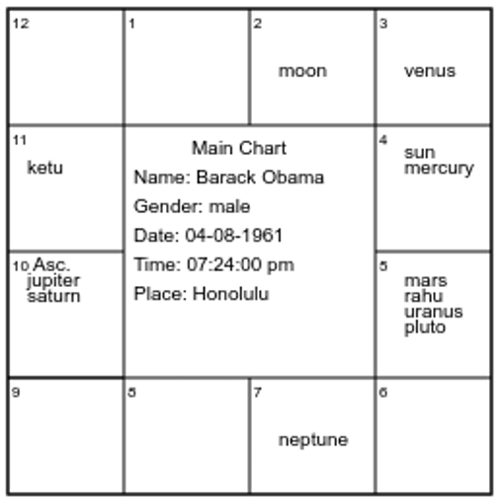 12
1
2
moon
3
venus
11
ketu
Main Chart
Name: Barack Obama
Gender: male
Date: 04-08-1961
Time: 07:24:00 pm
Place: Honolulu
4
sun
mercury
10 Asc.
jupiter
saturn
5
mars
rahu
uranus
pluto
9
5
7
neptune
6